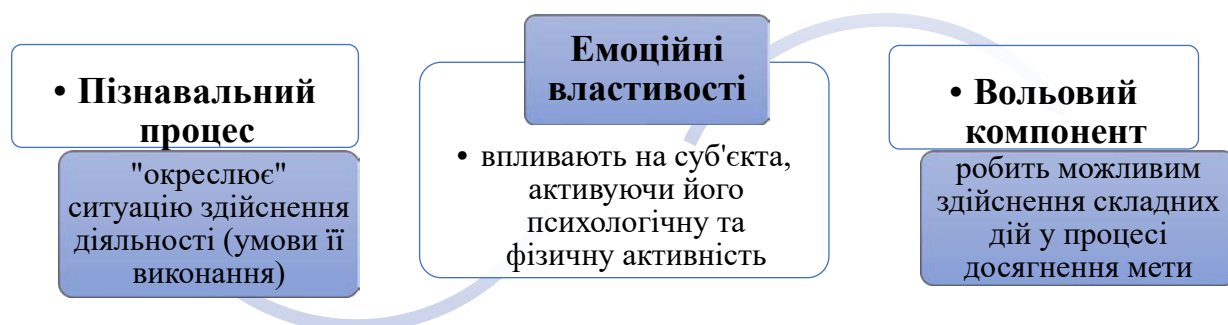 • Пізнавальний
процес
"окреслює"
ситуацію здійснення
діяльності (умови її
виконання)
Емоційні
властивості
• впливають на суб'єкта,
активуючи його
психологічну та
фізичну активність
• Вольовий
компонент
робить можливим
здійснення складних
дій у процесі
досягнення мети